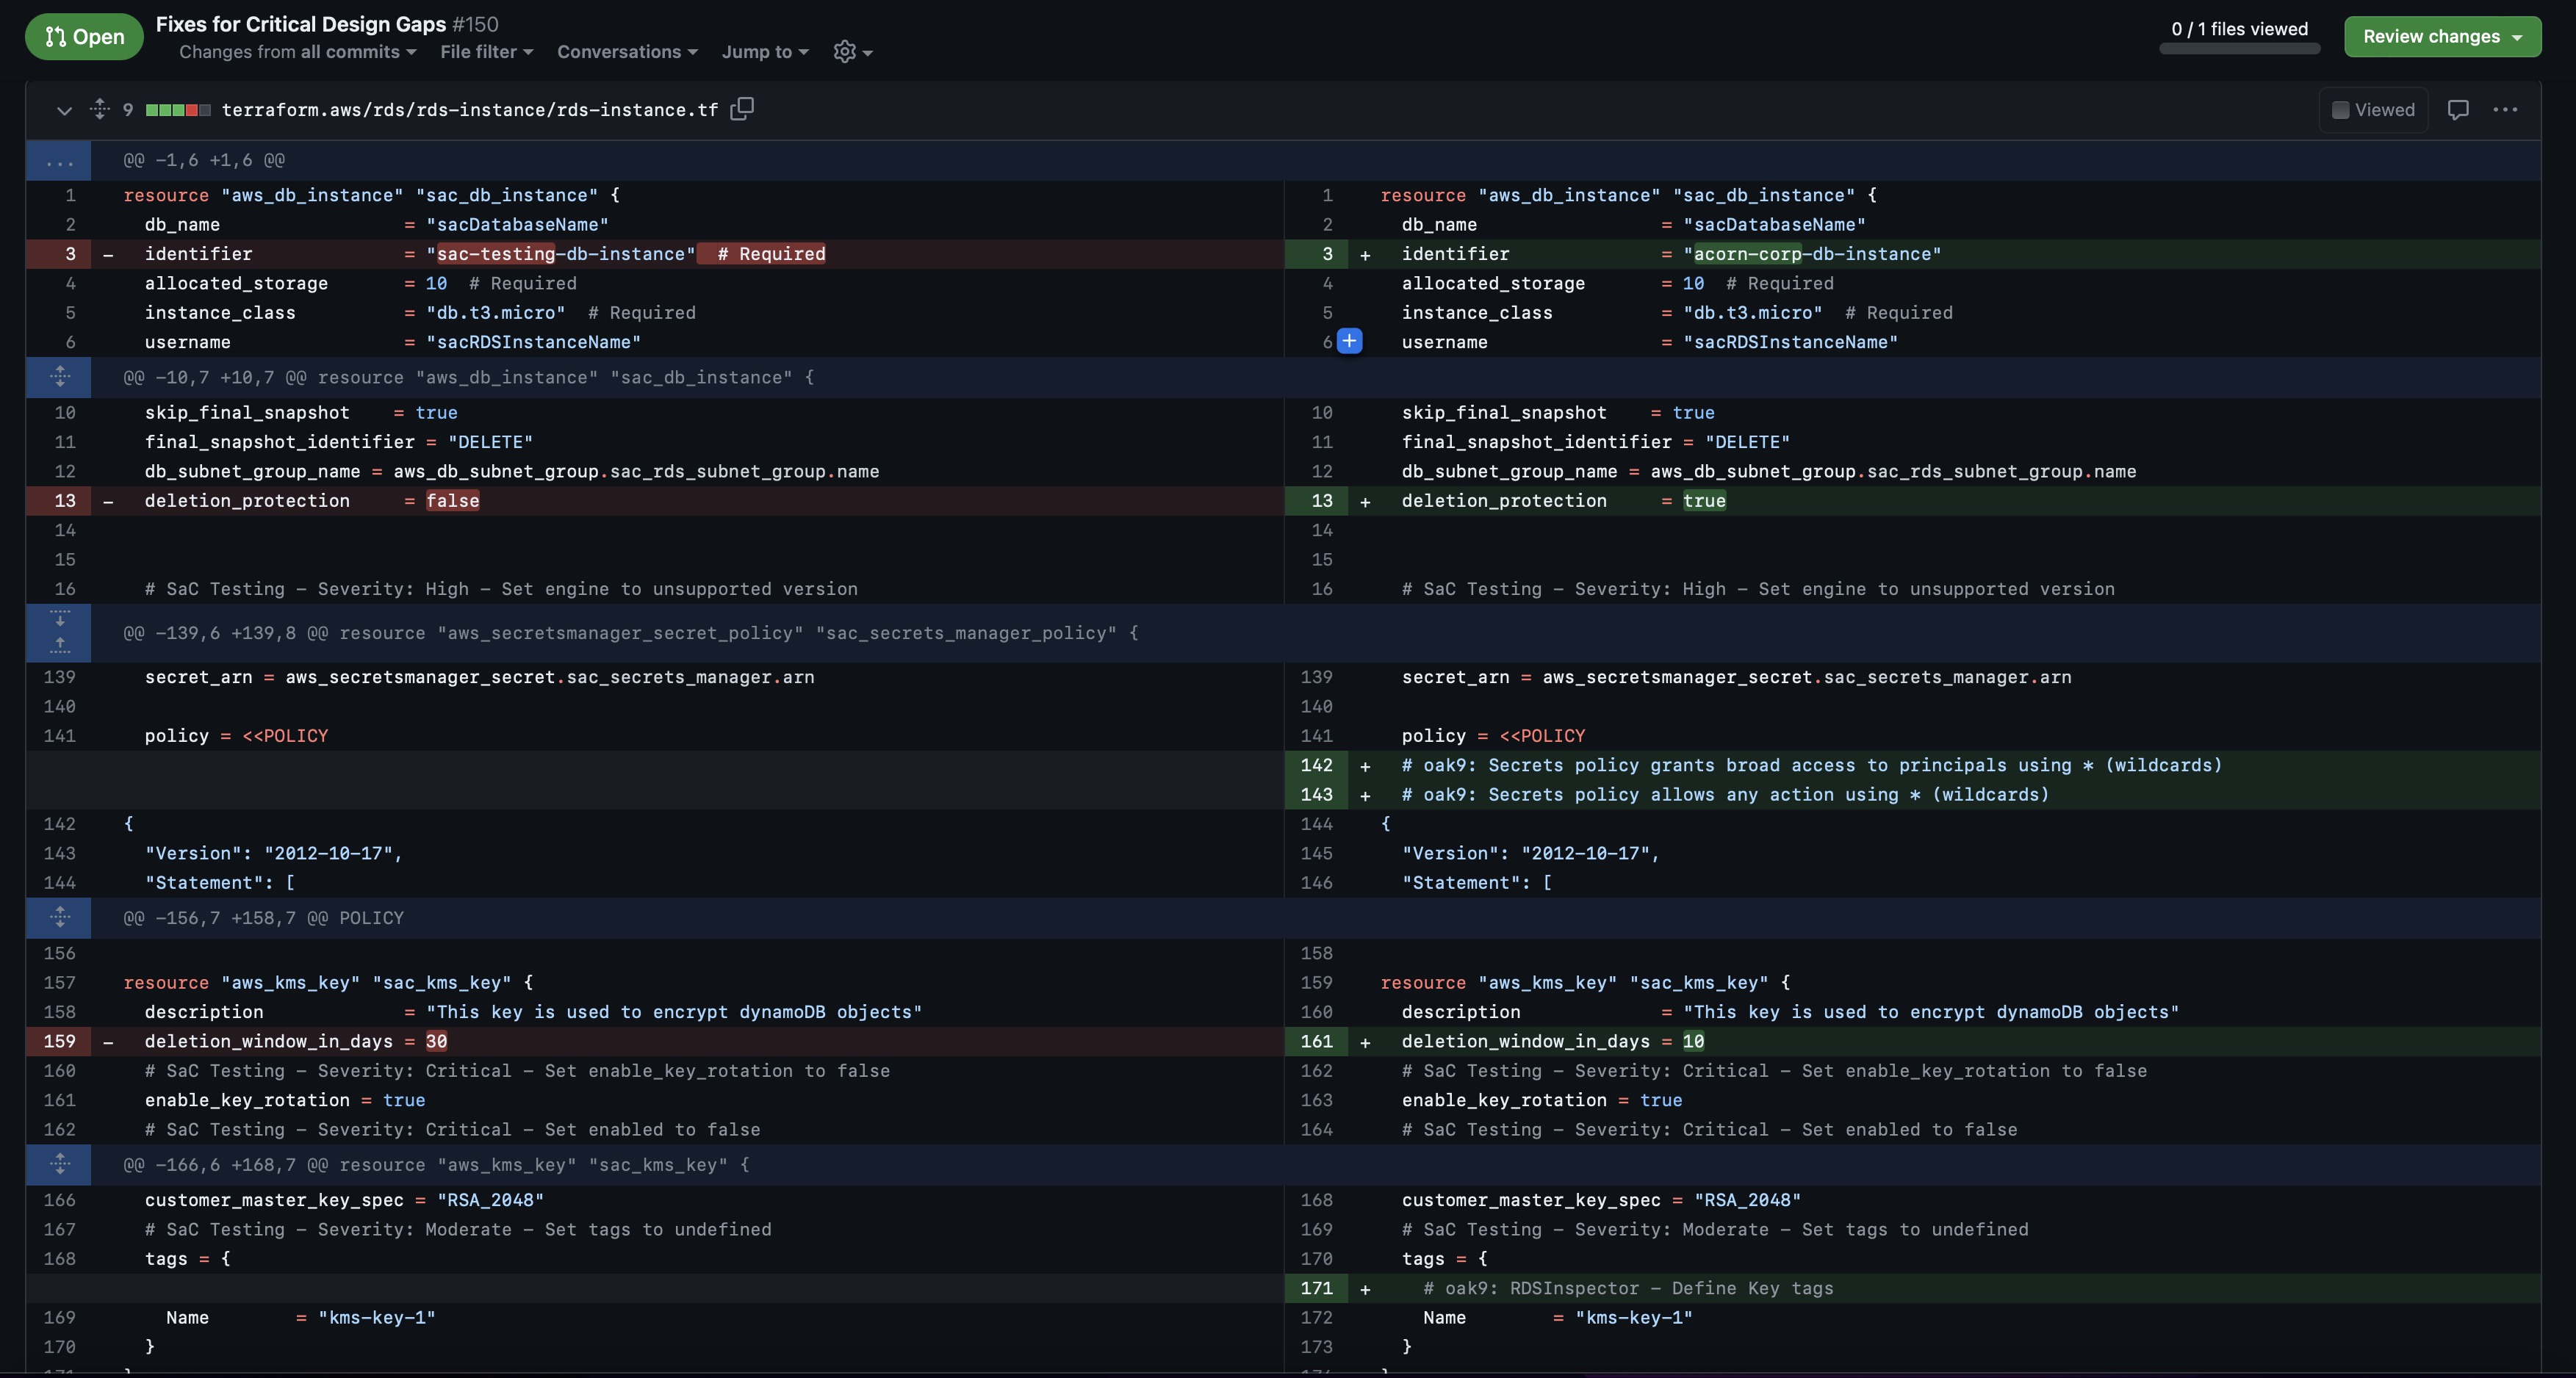 Open
Fixes for Critical Design Gaps #150
Changes from all commits File filter Conversations Jump to
0 / 1 files viewed
Review changes
9 terraform.aws/rds/rds-instance/rds-instance.tf
Viewed
@@ -1,6 +1,6 @@
1 resource "aws_db_instance" "sac_db_instance" {
1 resource "aws_db_instance" "sac_db_instance" {
2 db_name = "sacDatabaseName"
2 db_name = "sacDatabaseName"
3 - identifier = "sac-testing-db-instance" # Required
3 + identifier = "acorn-corp-db-instance"
4 allocated_storage = 10 # Required
4 allocated_storage = 10 # Required
5 instance_class = "db.t3.micro" # Required
5 instance_class = "db.t3.micro" # Required
6 username = "sacRDSInstanceName"
6 + username = "sacRDSInstanceName"
@@ -10,7 +10,7 @@ resource "aws_db_instance" "sac_db_instance" {
10 skip_final_snapshot = true
10 skip_final_snapshot = true
11 final_snapshot_identifier = "DELETE"
11 final_snapshot_identifier = "DELETE"
12 db_subnet_group_name = aws_db_subnet_group.sac_rds_subnet_group.name
12 db_subnet_group_name = aws_db_subnet_group.sac_rds_subnet_group.name
13 - deletion_protection = false
13 + deletion_protection = true
14
14
15
15
16 # SaC Testing - Severity: High - Set engine to unsupported version
16 # SaC Testing - Severity: High - Set engine to unsupported version
@@ -139,6 +139,8 @@ resource "aws_secretsmanager_secret_policy" "sac_secrets_manager_policy" {
139 secret_arn = aws_secretsmanager_secret.sac_secrets_manager.arn
139 secret_arn = aws_secretsmanager_secret.sac_secrets_manager.arn
140
140
141 policy = <<POLICY
141 policy = <<POLICY
142 + # oak9: Secrets policy grants broad access to principals using * (wildcards)
143 + # oak9: Secrets policy allows any action using * (wildcards)
142 {
144 {
143 "Version": "2012-10-17",
145 "Version": "2012-10-17",
144 "Statement": [
146 "Statement": [
@@ -156,7 +158,7 @@ POLICY
156
158
157 resource "aws_kms_key" "sac_kms_key" {
159 resource "aws_kms_key" "sac_kms_key" {
158 description = "This key is used to encrypt dynamoDB objects"
160 description = "This key is used to encrypt dynamoDB objects"
159 - deletion_window_in_days = 30
161 + deletion_window_in_days = 10
160 # SaC Testing - Severity: Critical - Set enable_key_rotation to false
162 # SaC Testing - Severity: Critical - Set enable_key_rotation to false
161 enable_key_rotation = true
163 enable_key_rotation = true
162 # SaC Testing - Severity: Critical - Set enabled to false
164 # SaC Testing - Severity: Critical - Set enabled to false
@@ -166,6 +168,7 @@ resource "aws_kms_key" "sac_kms_key" {
166 customer_master_key_spec = "RSA_2048"
168 customer_master_key_spec = "RSA_2048"
167 # SaC Testing - Severity: Moderate - Set tags to undefined
169 # SaC Testing - Severity: Moderate - Set tags to undefined
168 tags = {
170 tags = {
171 + # oak9: RDSInspector - Define Key tags
169 Name = "kms-key-1"
172 Name = "kms-key-1"
170 }
173 }